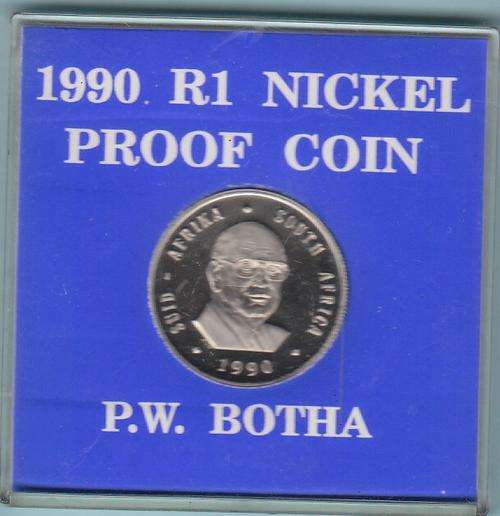 1990 R1 NICKEL
PROOF COIN
SUID - AFRIKA • SOUTH AFRICA
1990
P.W. BOTHA